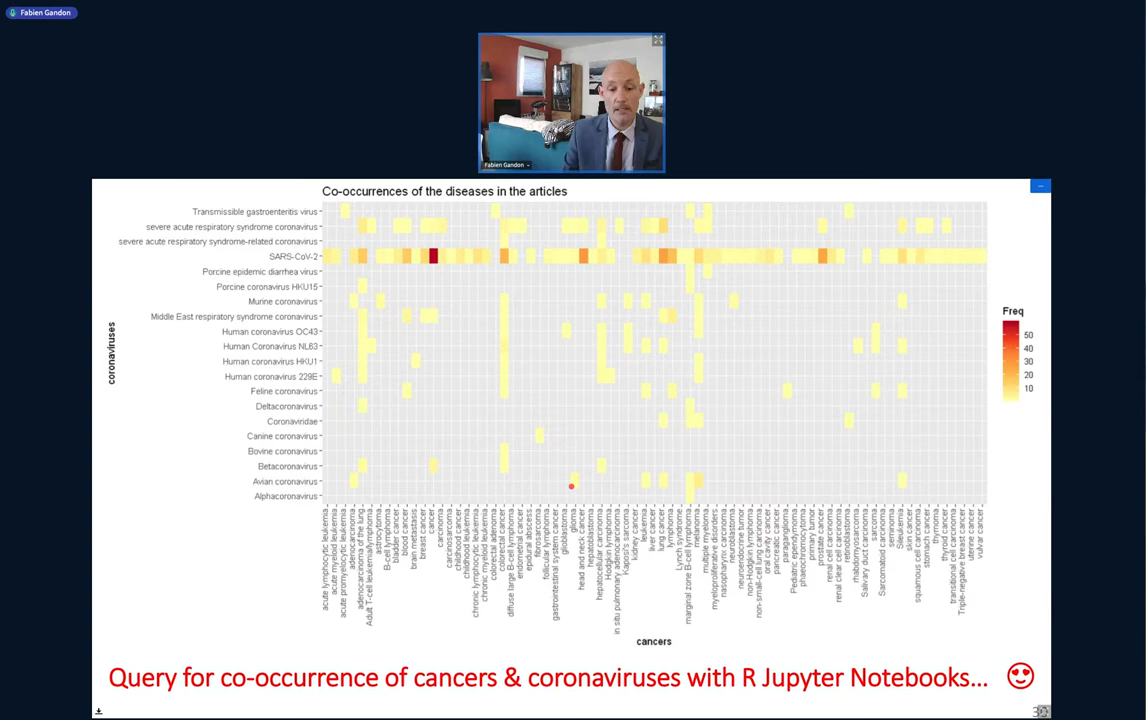 Fabien Gandon
Fabien Gandon
Co-occurrences of the diseases in the articles
coronaviruses
Transmissible gastroenteritis virus
severe acute respiratory syndrome coronavirus
severe acute respiratory syndrome-related coronavirus
SARS-CoV-2
Porcine epidemic diarrhea virus
Porcine coronavirus HKU15
Murine coronavirus
Middle East respiratory syndrome coronavirus
Human coronavirus OC43
Human Coronavirus NL63
Human coronavirus HKU1
Human coronavirus 229E
Feline coronavirus
Deltacoronavirus
Coronaviridae
Canine coronavirus
Bovine coronavirus
Betacoronavirus
Avian coronavirus
Alphacoronavirus
Freq
50
40
30
20
10
acute lymphocytic leukemia
acute myeloid leukemia
acute promyelocytic leukemia
adenocarcinoma
adenocarcinoma of the lung
Adult T-cell leukemia/lymphoma
astrocytoma
B-cell lymphoma
bladder cancer
blood cancer
brain metastasis
breast cancer
cancer
carcinoma
carcinosarcoma
childhood cancer
childhood leukemia
chronic lymphocytic leukemia
chronic myeloid leukemia
colorectal adenoma
colorectal cancer
diffuse large B-cell lymphoma
endometrial cancer
epidural abscess
fibrosarcoma
follicular lymphoma
gastrointestinal system cancer
glioblastoma
glioma
head and neck cancer
hepatoblastoma
hepatocellular carcinoma
Hodgkin lymphoma
in situ pulmonary adenocarcinoma
Kaposi's sarcoma
kidney cancer
leukemia
liver cancer
lung cancer
lymphoma
Lynch syndrome
marginal zone B-cell lymphoma
melanoma
multiple myeloma
myeloproliferative disorders
nasopharyngeal carcinoma
neuroblastoma
neuroendocrine tumor
non-Hodgkin lymphoma
non-small-cell lung carcinoma
oral cavity cancer
pancreatic cancer
paraganglioma
Pediatric ependymoma
phaeochromocytoma
primary tumor
prostate cancer
renal cell carcinoma
renal clear cell carcinoma
retinoblastoma
rhabdomyosarcoma
Salivary duct carcinoma
sarcoma
Sarcomatoid carcinoma
seminoma
skin cancer
squamous cell carcinoma
stomach cancer
thymoma
thyroid cancer
transitional cell carcinoma
Triple-negative breast cancer
uterine cancer
vulvar cancer
cancers
Query for co-occurrence of cancers & coronaviruses with R Jupyter Notebooks...